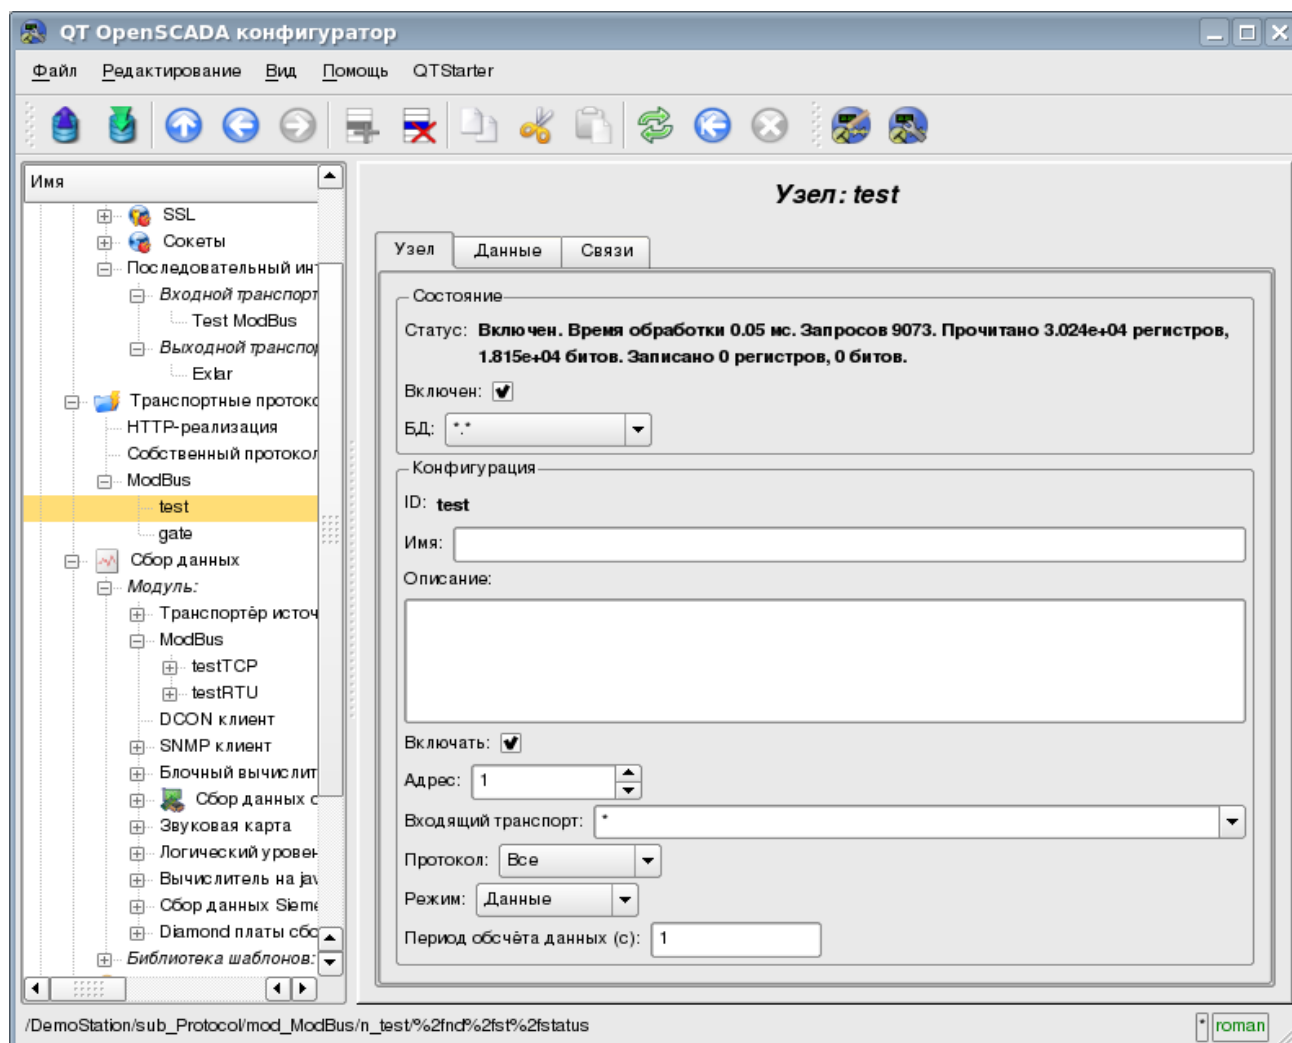 QT OpenSCADA конфигуратор
Файл Редактирование Вид Помощь QTStarter
Имя
SSL
Сокеты
Последовательный инт
Входной транспорт
Test ModBus
Выходной транспор
Exlar
Транспортные протоко
HTTP-реализация
Собственный протокол
ModBus
test
gate
Сбор данных
Модуль:
Транспортёр источ
ModBus
testTCP
testRTU
DCON клиент
SNMP клиент
Блочный вычислит
Сбор данных с
Звуковая карта
Логический уровен
Вычислитель на jav
Сбор данных Sieme
Diamond платы сбо
Библиотека шаблонов:
Узел: test
Узел Данные Связи
Состояние
Статус: Включен. Время обработки 0.05 мс. Запросов 9073. Прочитано 3.024e+04 регистров,
1.815e+04 битов. Записано 0 регистров, 0 битов.
Включен:
БД: *.*
Конфигурация
ID: test
Имя:
Описание:
Включать:
Адрес: 1
Входящий транспорт: *
Протокол: Все
Режим: Данные
Период обсчёта данных (с): 1
/DemoStation/sub_Protocol/mod_ModBus/n_test/%2fnd%2fst%2fstatus
* roman